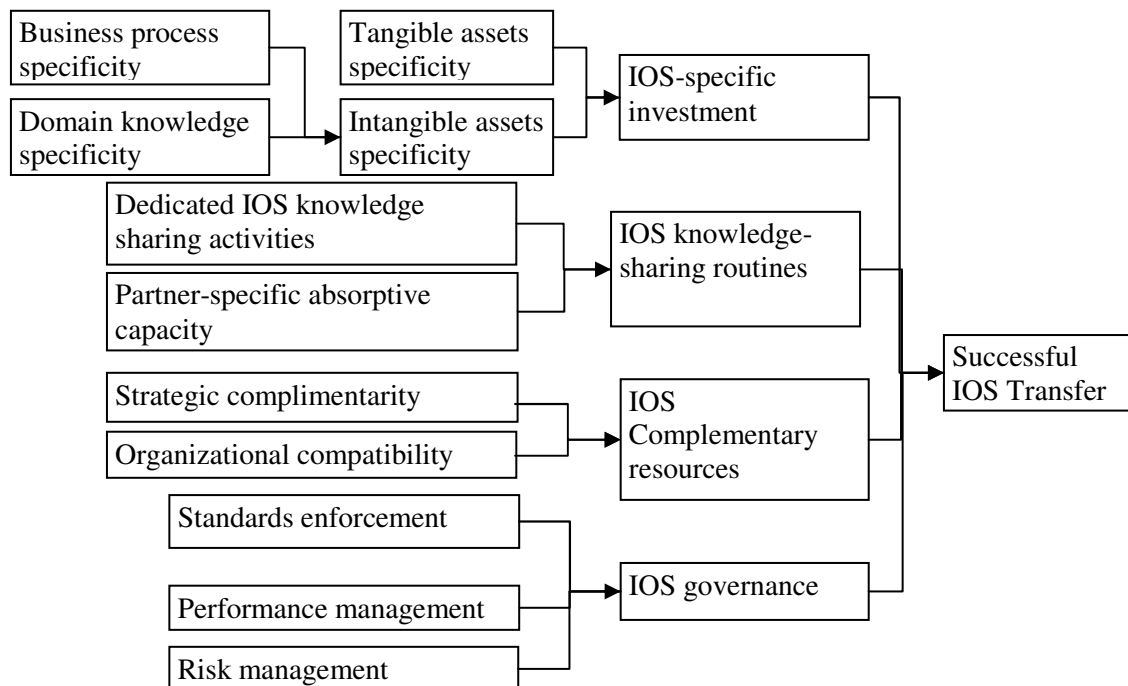 Business process
specificity
Tangible assets
specificity
IOS-specific
investment
Domain knowledge
specificity
Intangible assets
specificity
Dedicated IOS knowledge
sharing activities
IOS knowledge-
sharing routines
Partner-specific absorptive
capacity
Successful
IOS Transfer
Strategic complimentarity
Organizational compatibility
IOS
Complementary
resources
Standards enforcement
Performance management
IOS governance
Risk management